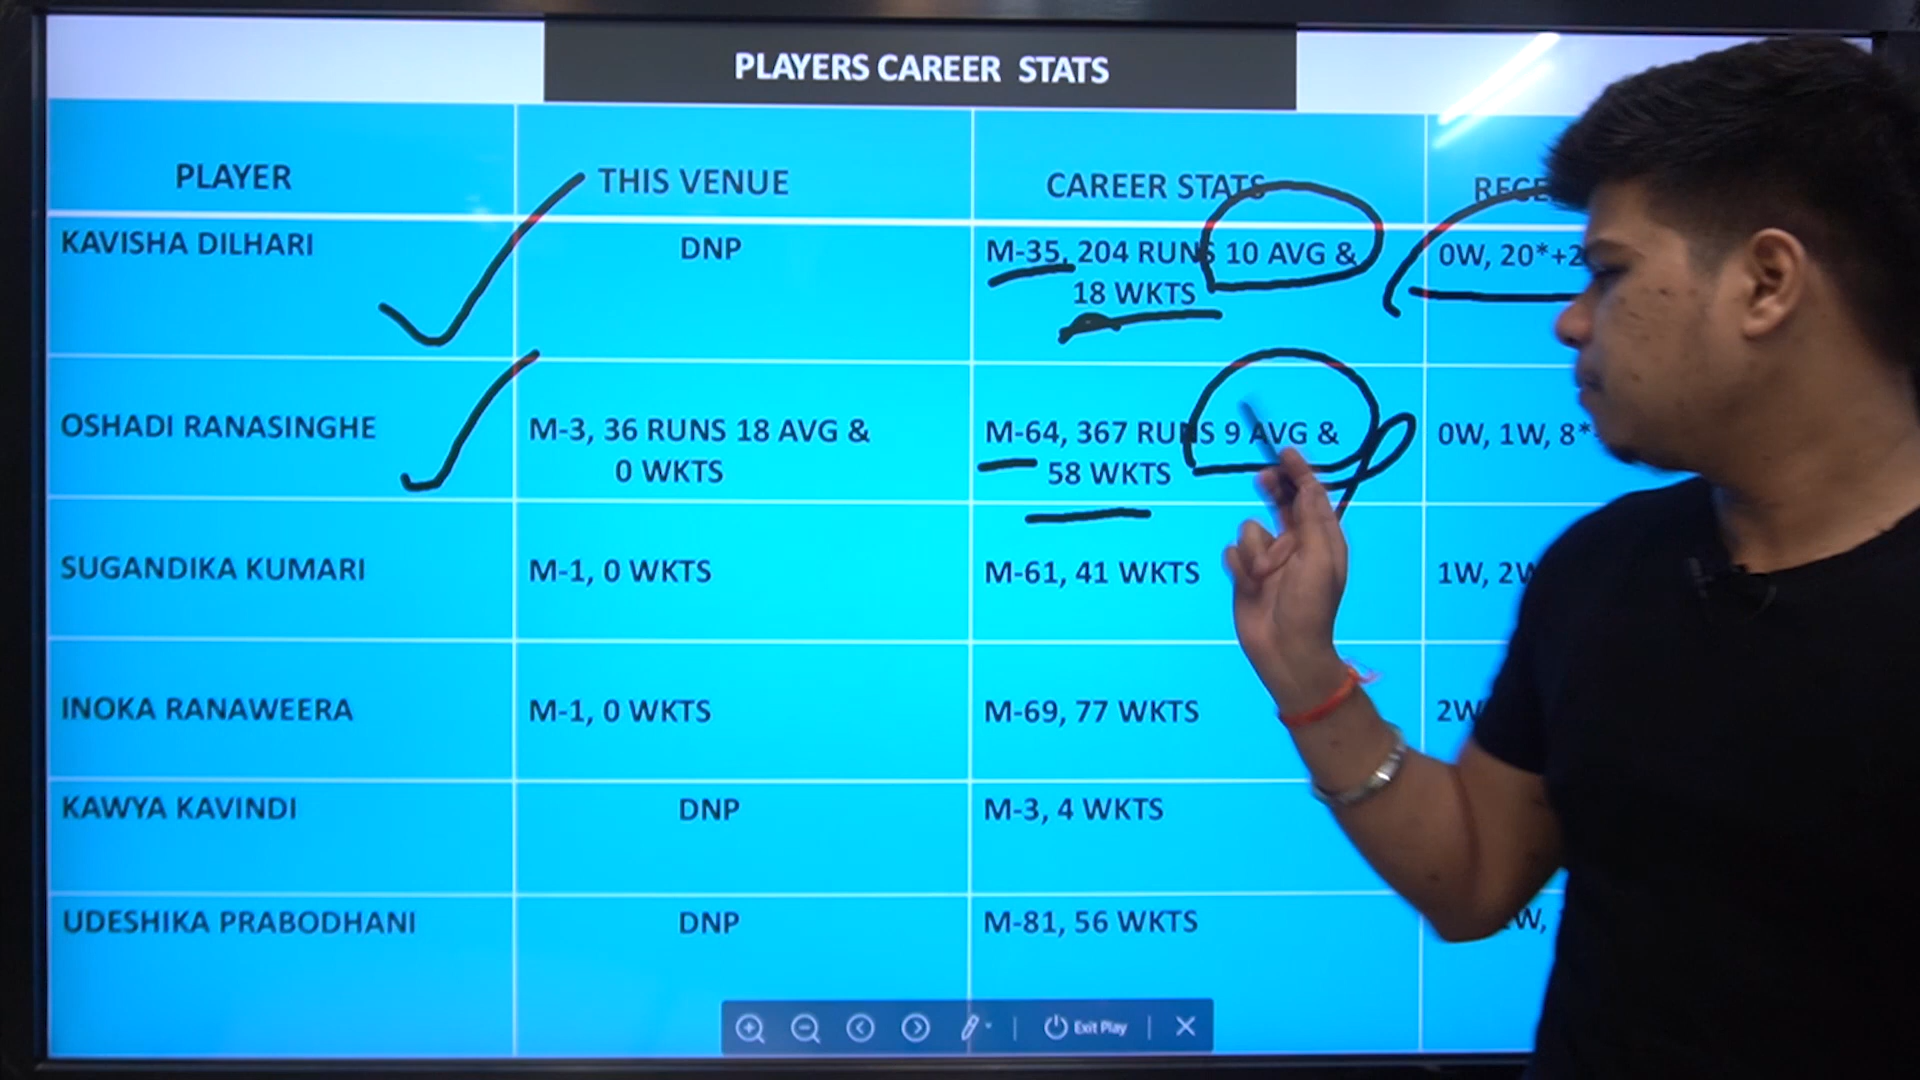 PLAYERS CAREER STATS
PLAYER THIS VENUE CAREER STATS
KAVISHA DILHARI DNP M-35, 204 RUNS 10 AVG & 0W,
18 WKTS
OSHADI RANASINGHE M-3, 36 RUNS 18 AVG & M-64, 367 RUNS 9 AVG & 0W, 1W, 8*
0 WKTS 58 WKTS
SUGANDIKA KUMARI M-1, 0 WKTS M-61, 41 WKTS 1W,
INOKA RANAWEERA M-1, 0 WKTS M-69, 77 WKTS 2W
KAWYA KAVINDI DNP M-3, 4 WKTS
UDESHIKA PRABODHANI DNP M-81, 56 WKTS
Exit Play